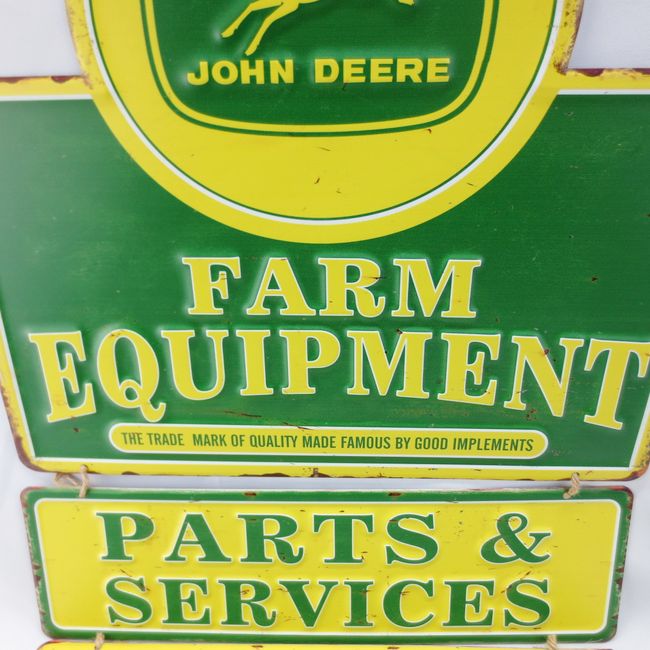 JOHN DEERE
FARM
EQUIPMENT
THE TRADE MARK OF QUALITY MADE FAMOUS BY GOOD IMPLEMENTS
PARTS &
SERVICES